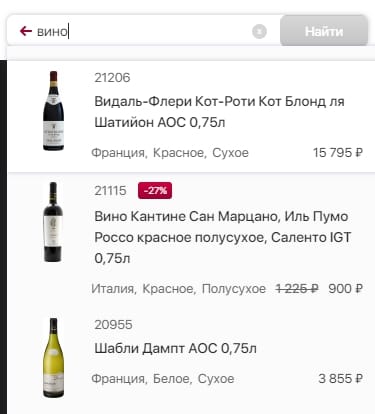 вино
Найти
21206
Видаль-Флери Кот-Роти Кот Блонд ля
Шатийон АОС 0,75л
Франция, Красное, Сухое 15 795 ₽
21115 -27%
Вино Кантине Сан Марцано, Иль Пумо
Россо красное полусухое, Саленто IGT
0,75л
Италия, Красное, Полусухое 1 225 ₽ 900 ₽
20955
Шабли Дампт АОС 0,75л
Франция, Белое, Сухое 3 855 ₽